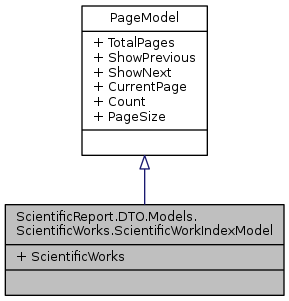 PageModel
+ TotalPages
+ ShowPrevious
+ ShowNext
+ CurrentPage
+ Count
+ PageSize
ScientificReport.DTO.Models.
ScientificWorks.ScientificWorkIndexModel
+ ScientificWorks